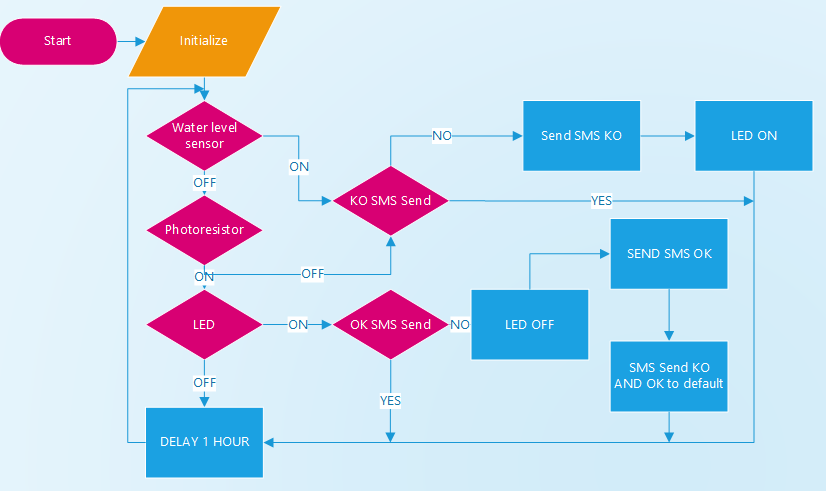 Start
Initialize
Water level
sensor
ON
OFF
NO
Send SMS KO
LED ON
KO SMS Send
YES
Photoresistor
ON
OFF
SEND SMS OK
LED
ON
OK SMS Send
NO
LED OFF
OFF
YES
SMS Send KO
AND OK to default
DELAY 1 HOUR